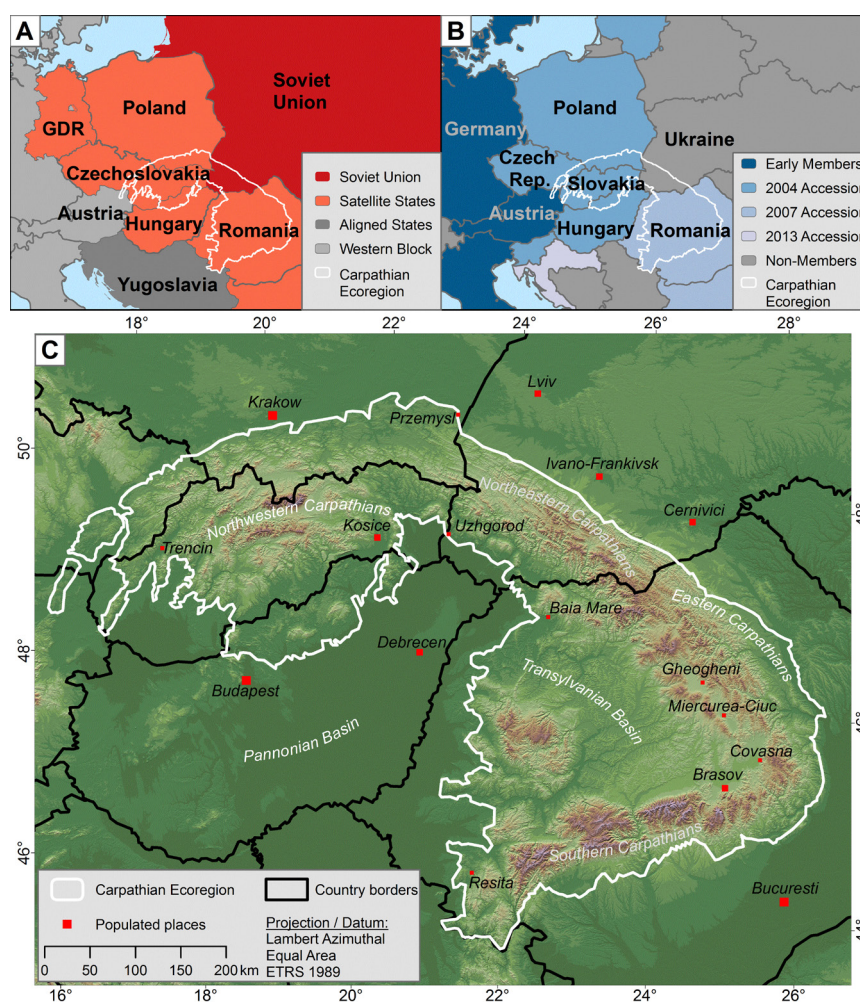 A
Soviet
Union
Poland
GDR
Czechoslovakia
Austria
Hungary
Romania
Yugoslavia
Soviet Union
Satellite States
Aligned States
Western Block
Carpathian
Ecoregion
B
Germany
Poland
Ukraine
Czech
Rep.
Slovakia
Austria
Hungary
Romania
Early Members
2004 Accession
2007 Accession
2013 Accession
Non-Members
Carpathian
Ecoregion
18° 20° 22° 24° 26° 28°
C
Krakow
Przemysl
Lviv
50°
Ivano-Frankivsk
Northeastern Carpathians
Cernivici
48°
Northwestern Carpathians
Kosice
Uzhgorod
Trencin
Baia Mare
Eastern Carpathians
48°
Debrecen
Gheogheni
Budapest
Transylvanian Basin
Miercurea-Ciuc
46°
Pannonian Basin
Covasna
Brasov
46°
Southern Carpathians
Resita
Bucuresti
44°
Carpathian Ecoregion
Country borders
Populated places
Projection / Datum:
Lambert Azimuthal
Equal Area
ETRS 1989
0 50 100 150 200 km
16° 18° 20° 22° 24° 26°